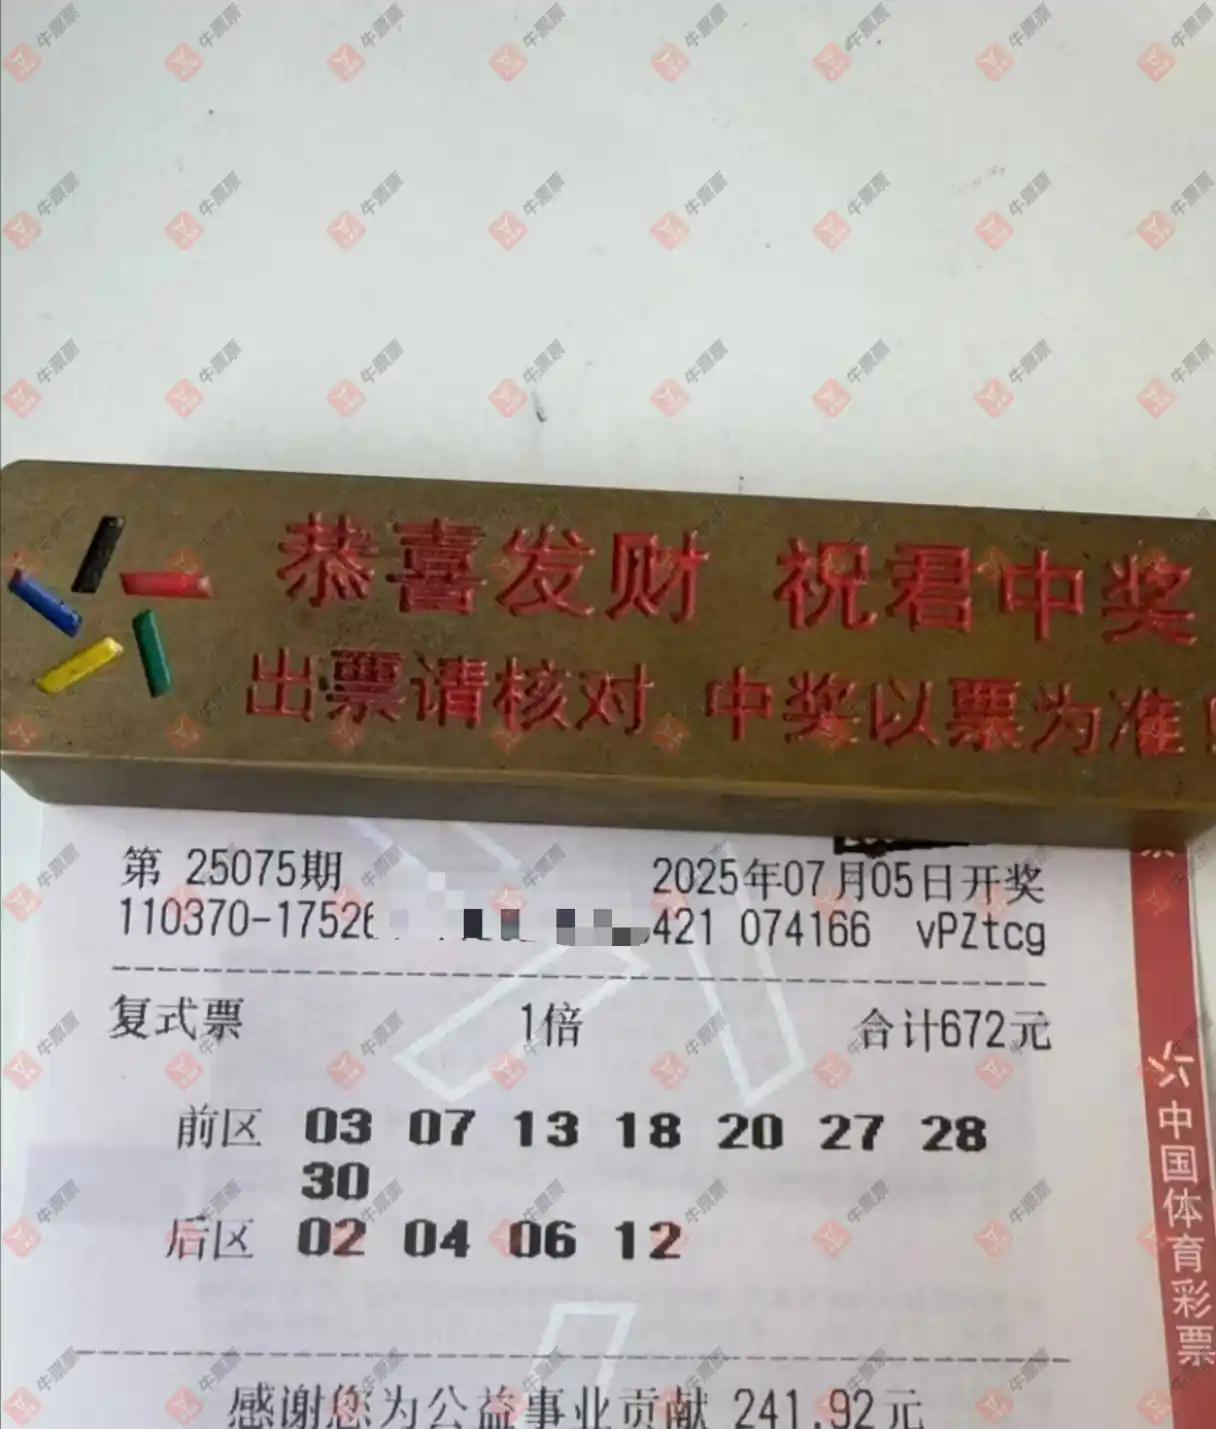 恭喜发财 祝君中奖
出票请核对 中奖以票为准!
第 25075期 2025年07月05日开奖
110370-17526 421 074166 vPZtcg
复式票 1倍 合计672元
前区 03 07 13 18 20 27 28
30
后区 02 04 06 12
感谢您为公益事业贡献 241.92元
中国体育彩票
牛票票